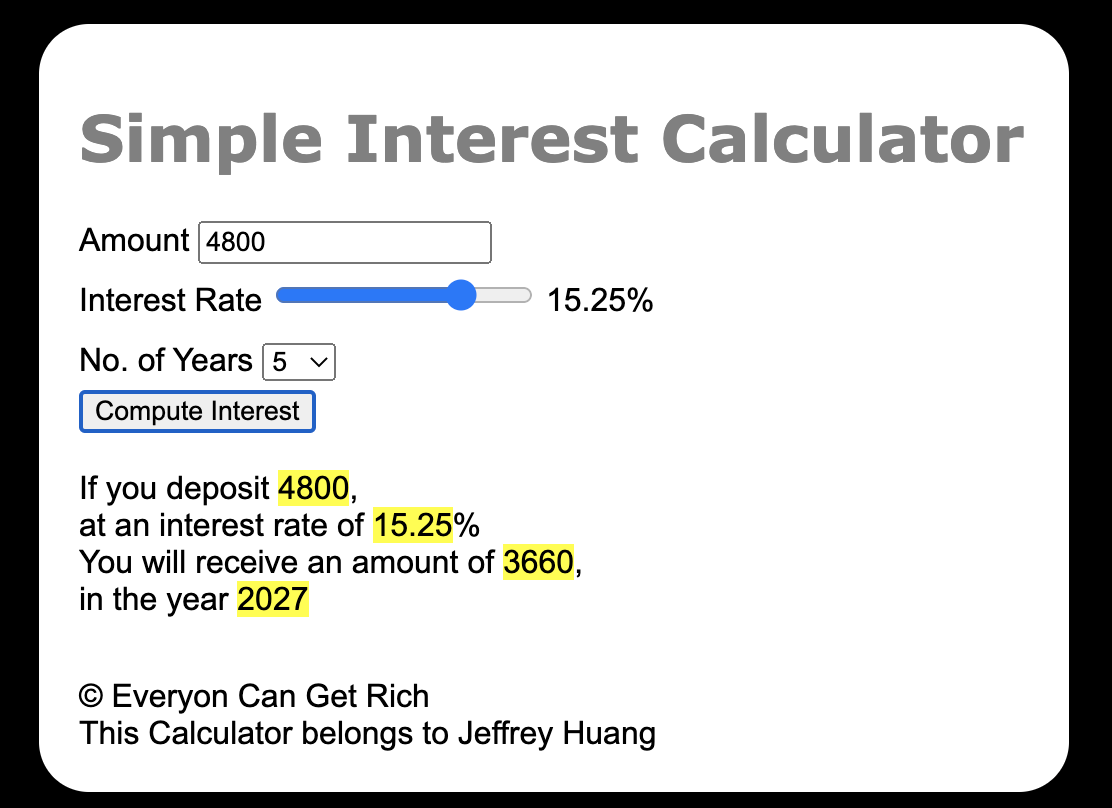 Simple Interest Calculator
Amount 4800
Interest Rate 15.25%
No. of Years 5
Compute Interest
If you deposit 4800,
at an interest rate of 15.25%
You will receive an amount of 3660,
in the year 2027
© Everyon Can Get Rich
This Calculator belongs to Jeffrey Huang